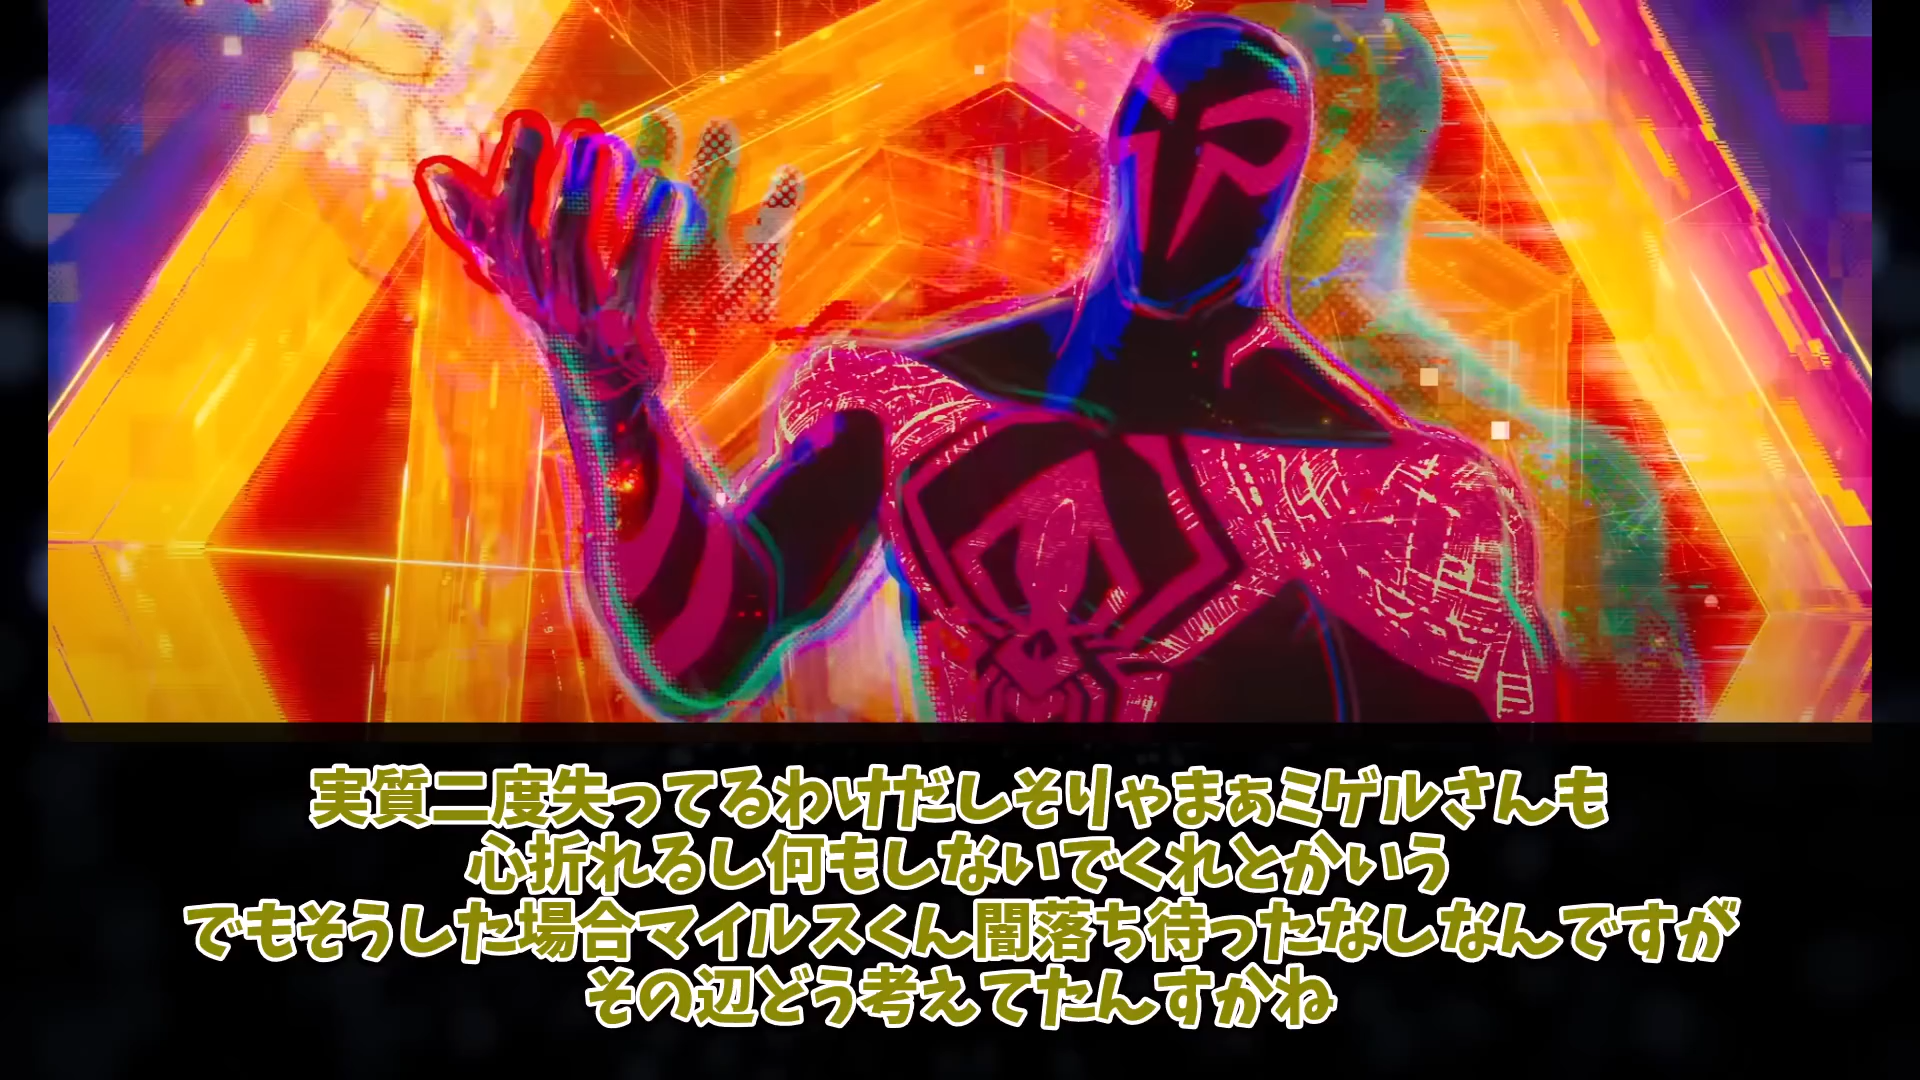 実質二度失ってるわけだしそりゃまぁミゲルさんも
心折れるし何もしないでくれとかいう
でもそうした場合マイルスくん闇落ち待ったなしなんですが
その辺どう考えてたんすかね